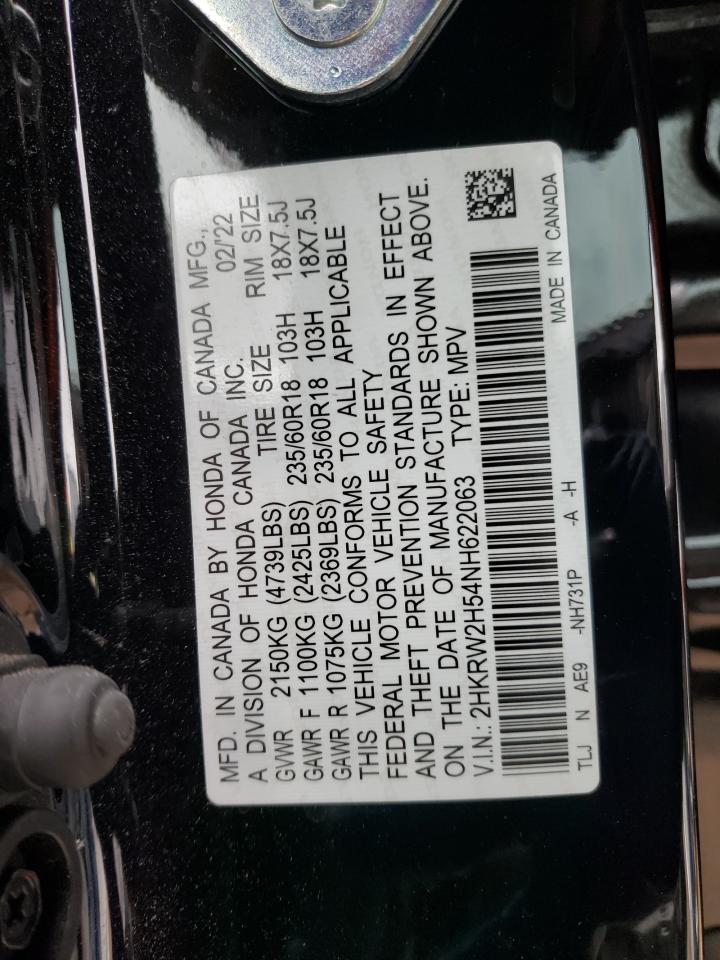 MFD. IN CANADA BY HONDA OF CANADA MFG.,
A DIVISION OF HONDA CANADA INC. 02/'22
GVWR 2150KG (4739LBS) TIRE SIZE RIM SIZE
GAWR F 1100KG (2425LBS) 235/60R18 103H 18X7.5J
GAWR R 1075KG (2369LBS) 235/60R18 103H 18X7.5J
THIS VEHICLE CONFORMS TO ALL APPLICABLE
FEDERAL MOTOR VEHICLE SAFETY
AND THEFT PREVENTION STANDARDS IN EFFECT
ON THE DATE OF MANUFACTURE SHOWN ABOVE.
V.I.N.: 2HKRW2H54NH622063 TYPE: MPV
TLJ N AE9 -NH731P -A -H MADE IN CANADA